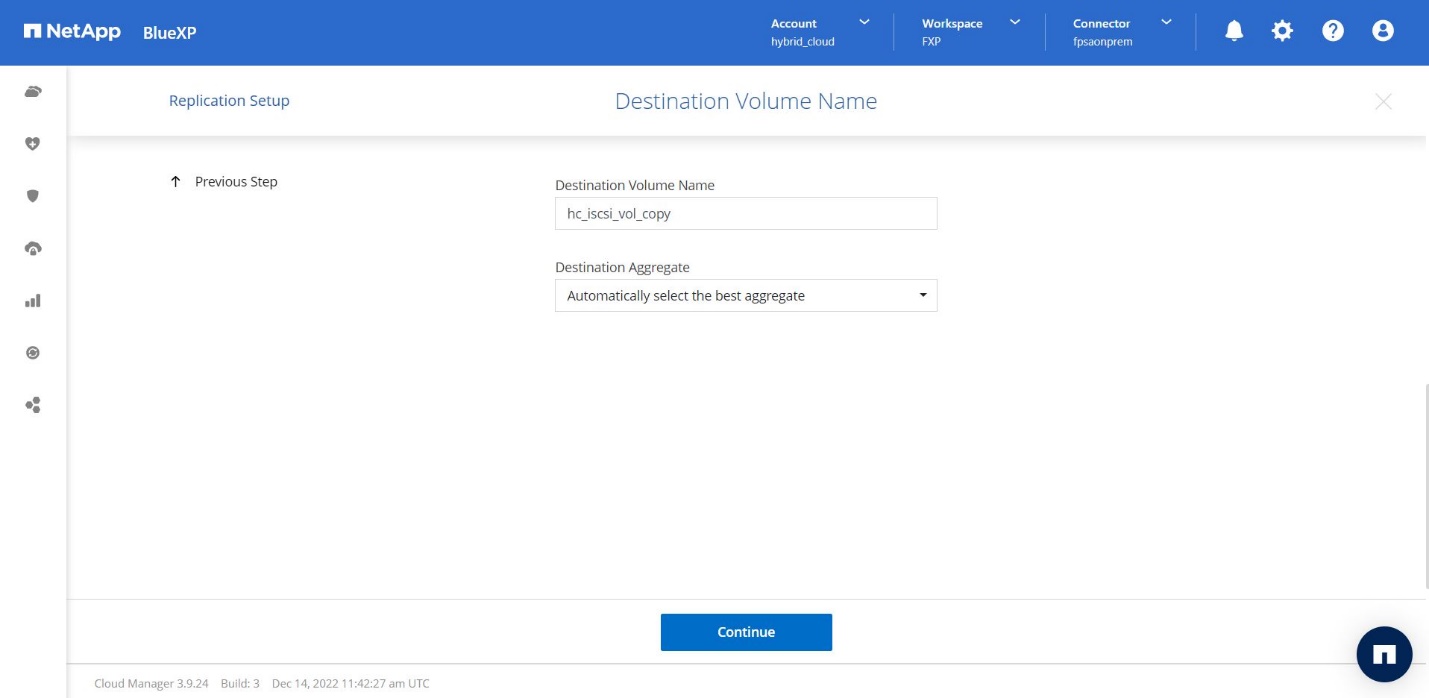 NetApp BlueXP
Account
hybrid_cloud
Workspace
FXP
Connector
fpsaonprem
Replication Setup
Destination Volume Name
Previous Step
Destination Volume Name
hc_iscsi_vol_copy
Destination Aggregate
Automatically select the best aggregate
Continue
Cloud Manager 3.9.24 Build: 3 Dec 14, 2022 11:42:27 am UTC